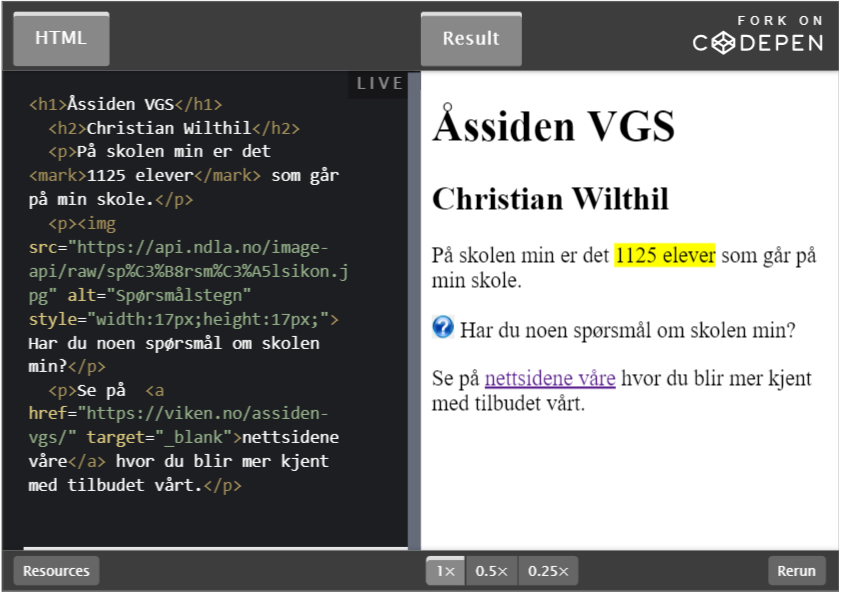 HTML
Result
FORK ON
CODEPEN
LIVE
<h1>Åssiden VGS</h1>
<h2>Christian Wilthil</h2>
<p>På skolen min er det
<mark>1125 elever</mark> som går
på min skole.</p>
<p><img
src="https://api.ndla.no/image-
api/raw/sp%C3%B8rsm%C3%A5lsikon.j
pg" alt="Spørsmålstegn"
style="width:17px;height:17px;">
Har du noen spørsmål om skolen
min?</p>
<p>Se på  <a
href="https://viken.no/assiden-
vgs/" target="_blank">nettsidene
våre</a> hvor du blir mer kjent
med tilbudet vårt.</p>
Åssiden VGS
Christian Wilthil
På skolen min er det 1125 elever som går på
min skole.
? Har du noen spørsmål om skolen min?
Se på nettsidene våre hvor du blir mer kjent
med tilbudet vårt.
Resources
1×
0.5×
0.25×
Rerun